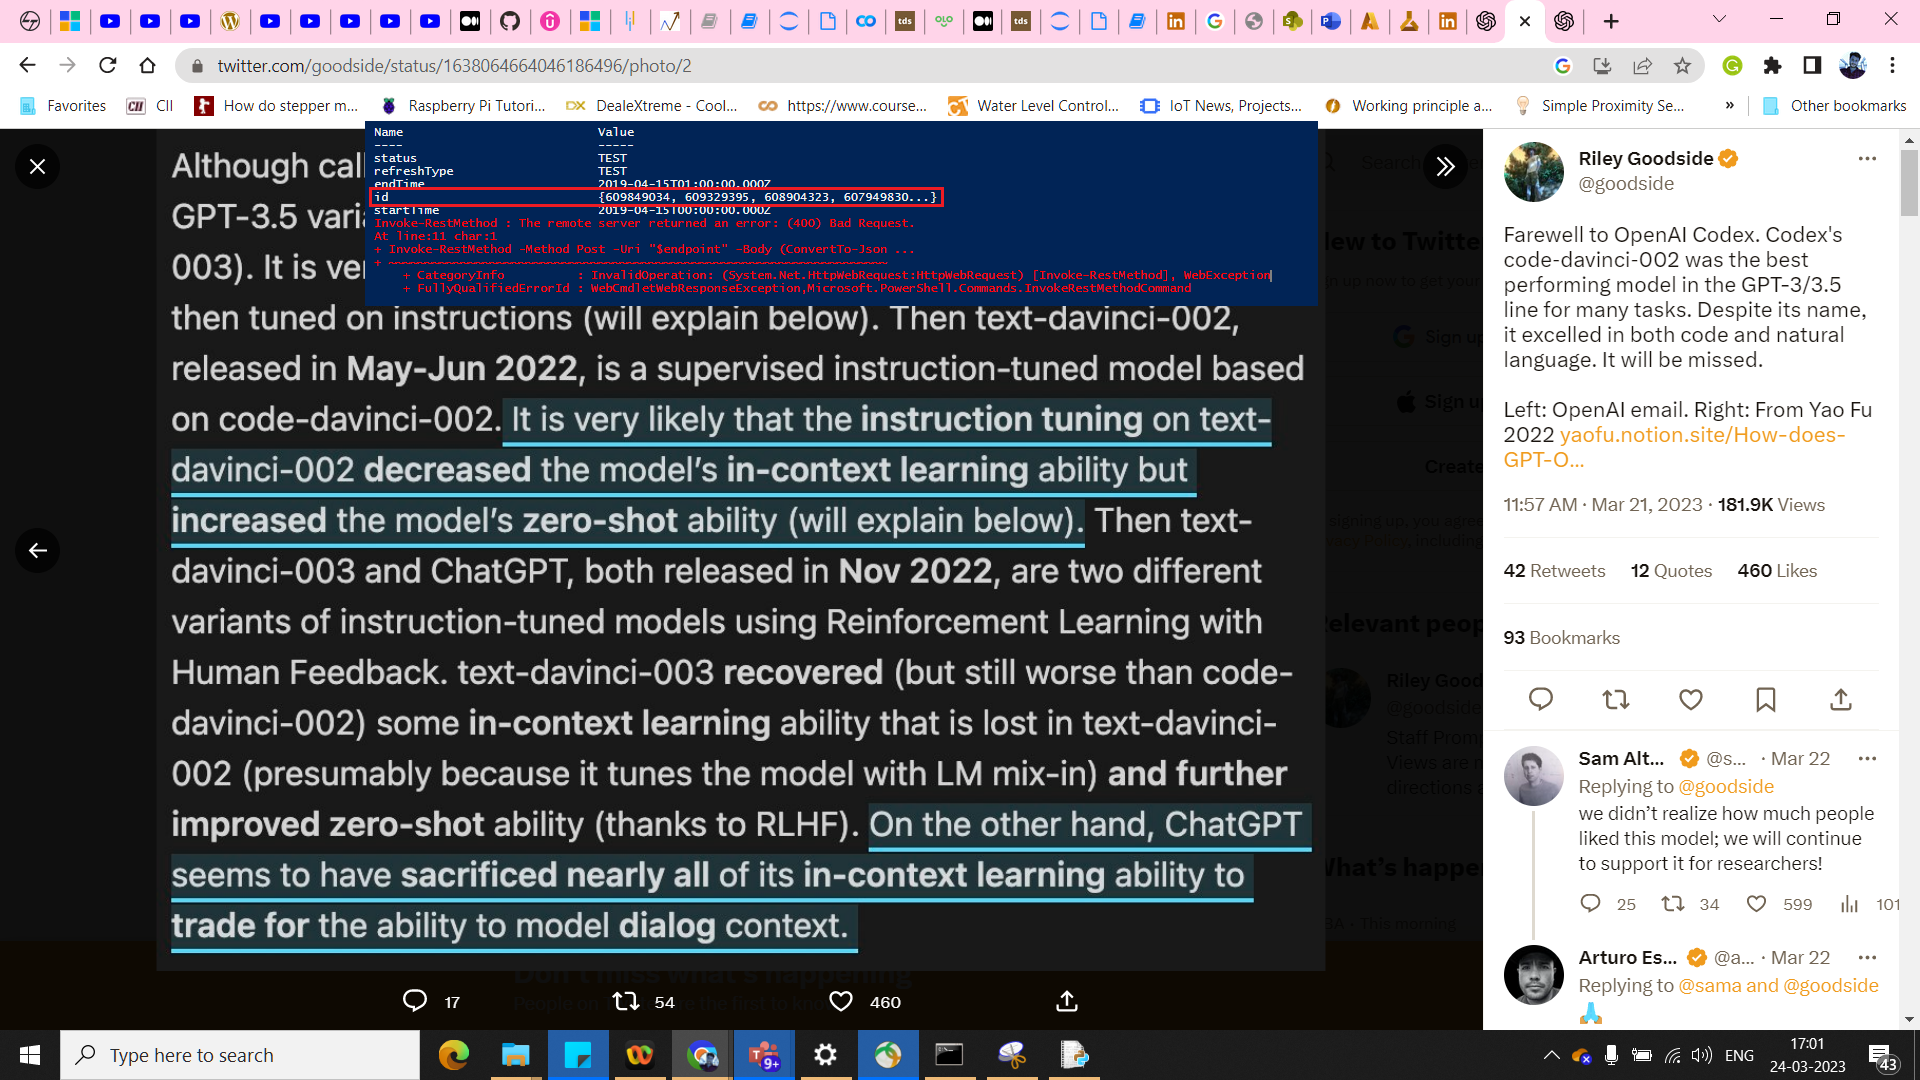 twitter.com/goodside/status/1638064664046186496/photo/2
Favorites
CII
How do stepper m...
Raspberry Pi Tutori...
DealeXtreme - Cool...
https://www.course...
Water Level Control...
IoT News, Projects...
Working principle a...
Simple Proximity Se...
»
Other bookmarks
Name Value
---- -----
status TEST
refreshType TEST
endTime 2019-04-15T01:00:00.000Z
id {609849034, 609329395, 608904323, 607949830...}
startTime 2019-04-15T00:00:00.000Z
Invoke-RestMethod : The remote server returned an error: (400) Bad Request.
At line:11 char:1
+ Invoke-RestMethod -Method Post -Uri "$endpoint" -Body (ConvertTo-Json ...
+ CategoryInfo : InvalidOperation: (System.Net.HttpWebRequest:HttpWebRequest) [Invoke-RestMethod], WebException
+ FullyQualifiedErrorId : WebCmdletWebResponseException,Microsoft.PowerShell.Commands.InvokeRestMethodCommand
Although cal
GPT-3.5 vari
003). It is ve
then tuned on instructions (will explain below). Then text-davinci-002,
released in May-Jun 2022, is a supervised instruction-tuned model based
on code-davinci-002. It is very likely that the instruction tuning on text-
davinci-002 decreased the model's in-context learning ability but
increased the model's zero-shot ability (will explain below). Then text-
davinci-003 and ChatGPT, both released in Nov 2022, are two different
variants of instruction-tuned models using Reinforcement Learning with
Human Feedback. text-davinci-003 recovered (but still worse than code-
davinci-002) some in-context learning ability that is lost in text-davinci-
002 (presumably because it tunes the model with LM mix-in) and further
improved zero-shot ability (thanks to RLHF). On the other hand, ChatGPT
seems to have sacrificed nearly all of its in-context learning ability to
trade for the ability to model dialog context.
17
54
460
Riley Goodside
@goodside
Farewell to OpenAI Codex. Codex's
code-davinci-002 was the best
performing model in the GPT-3/3.5
line for many tasks. Despite its name,
it excelled in both code and natural
language. It will be missed.
Left: OpenAI email. Right: From Yao Fu
2022 yaofu.notion.site/How-does-
GPT-O...
11:57 AM · Mar 21, 2023 · 181.9K Views
42 Retweets 12 Quotes 460 Likes
93 Bookmarks
Sam Alt... @s... · Mar 22
Replying to @goodside
we didn't realize how much people
liked this model; we will continue
to support it for researchers!
25 34 599 101
Arturo Es... @a... · Mar 22
Replying to @sama and @goodside
Type here to search
9+
ENG
17:01
24-03-2023
43